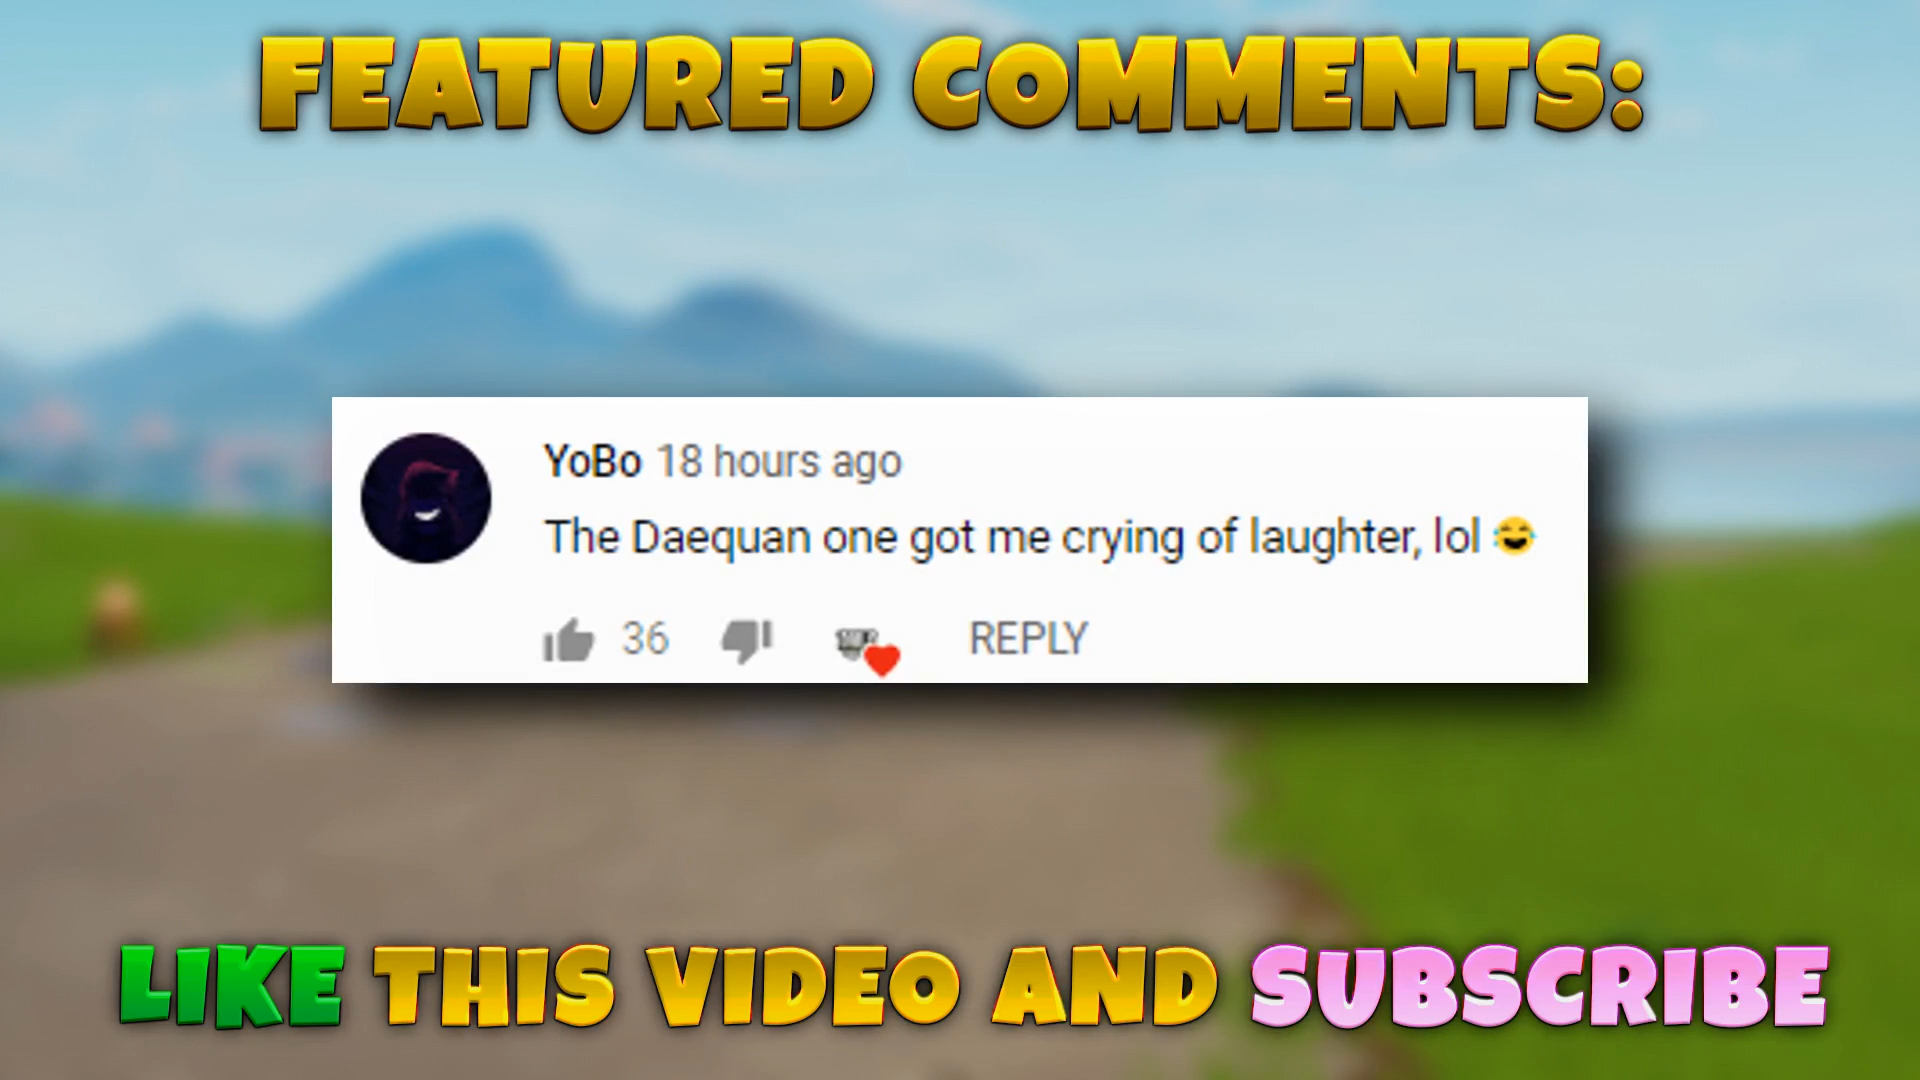 FEATURED COMMENTS:
YoBo 18 hours ago
The Daequan one got me crying of laughter, lol 😂
36 REPLY
LIKE THIS VIDEO AND SUBSCRIBE